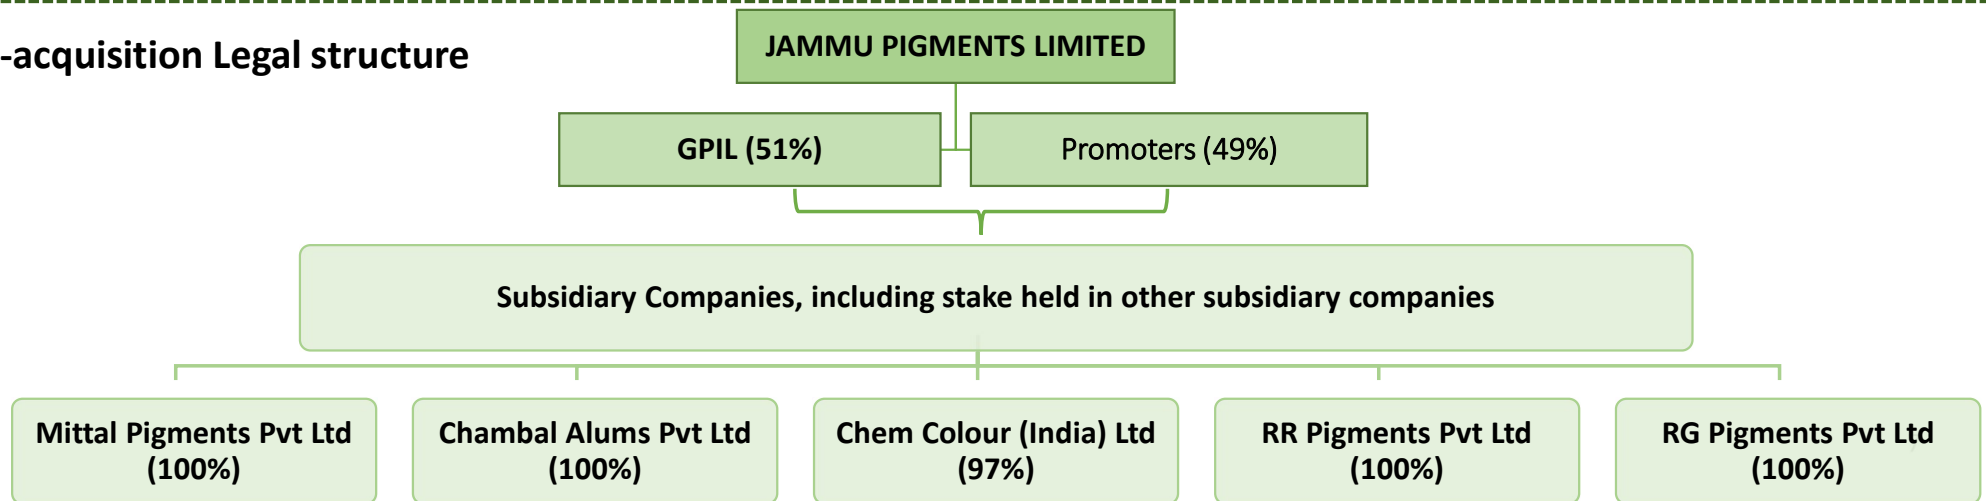 -acquisition Legal structure
JAMMU PIGMENTS LIMITED
GPIL (51%)
Promoters (49%)
Subsidiary Companies, including stake held in other subsidiary companies
Mittal Pigments Pvt Ltd
(100%)
Chambal Alums Pvt Ltd
(100%)
Chem Colour (India) Ltd
(97%)
RR Pigments Pvt Ltd
(100%)
RG Pigments Pvt Ltd
(100%)